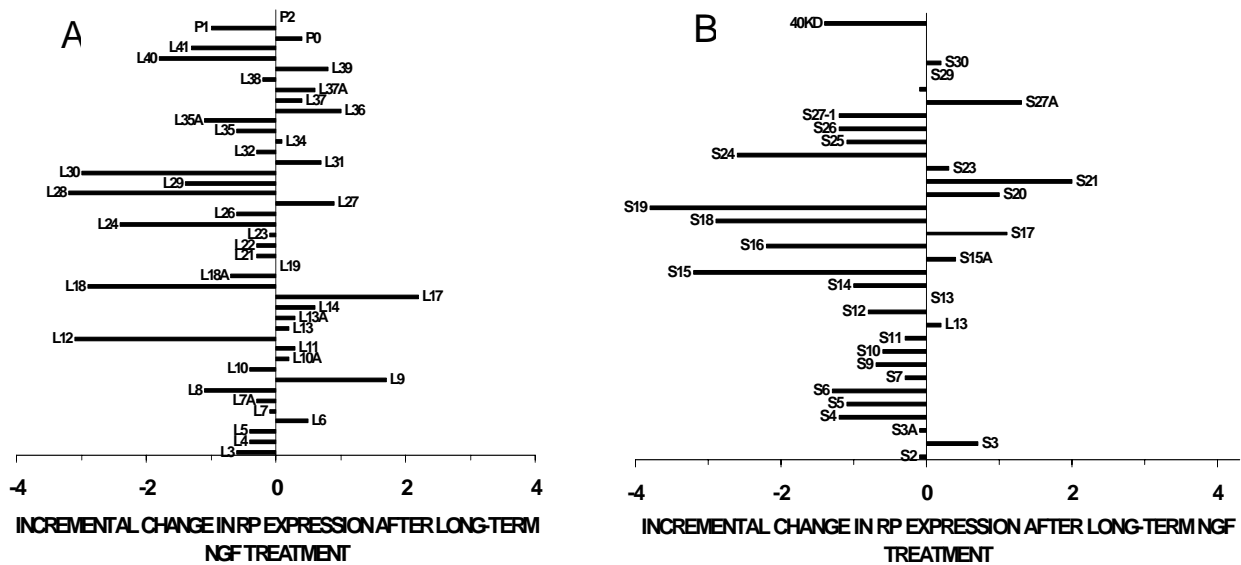 A
P2
P1
P0
L41
L40
L39
L38
L37A
L37
L36
L35A
L35
L34
L32
L31
L30
L29
L28
L27
L26
L24
L23
L22
L21
L19
L18A
L18
L17
L14
L13A
L13
L12
L11
L10A
L10
L9
L8
L7A
L7
L6
L5
L4
L3
-4 -2 0 2 4
INCREMENTAL CHANGE IN RP EXPRESSION AFTER LONG-TERM
NGF TREATMENT
B
40KD
S30
S29
S27A
S27-1
S26
S25
S24
S23
S21
S20
S19
S18
S17
S16
S15A
S15
S14
S13
S12
L13
S11
S10
S9
S7
S6
S5
S4
S3A
S3
S2
-4 -2 0 2 4
INCREMENTAL CHANGE IN RP EXPRESSION AFTER LONG-TERM NGF
TREATMENT